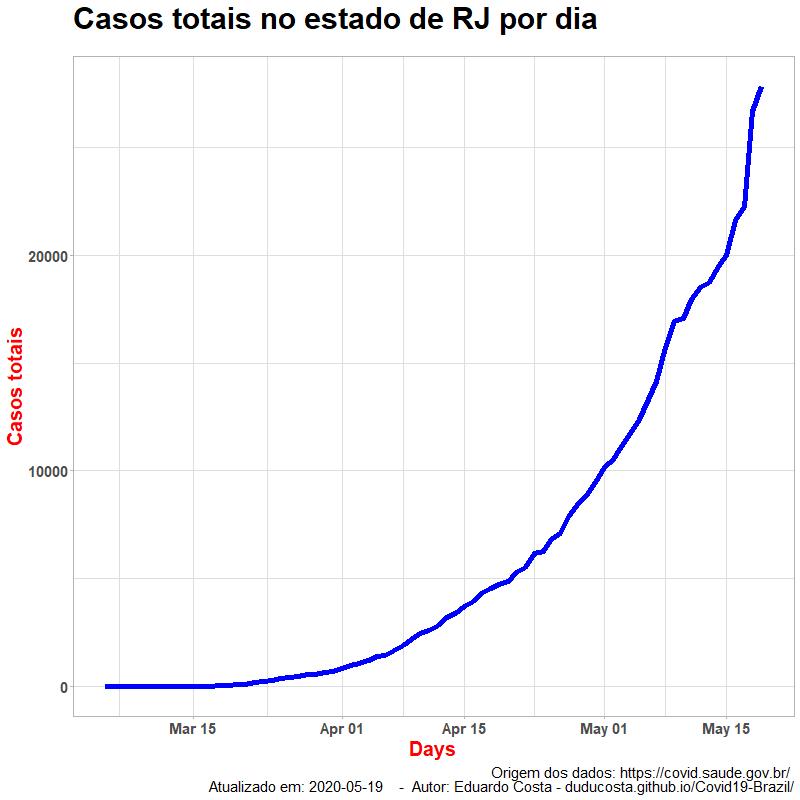 Casos totais no estado de RJ por dia
Casos totais
20000
10000
0
Mar 15
Apr 01
Apr 15
May 01
May 15
Days
Origem dos dados: https://covid.saude.gov.br/
Atualizado em: 2020-05-19 - Autor: Eduardo Costa - duducosta.github.io/Covid19-Brazil/